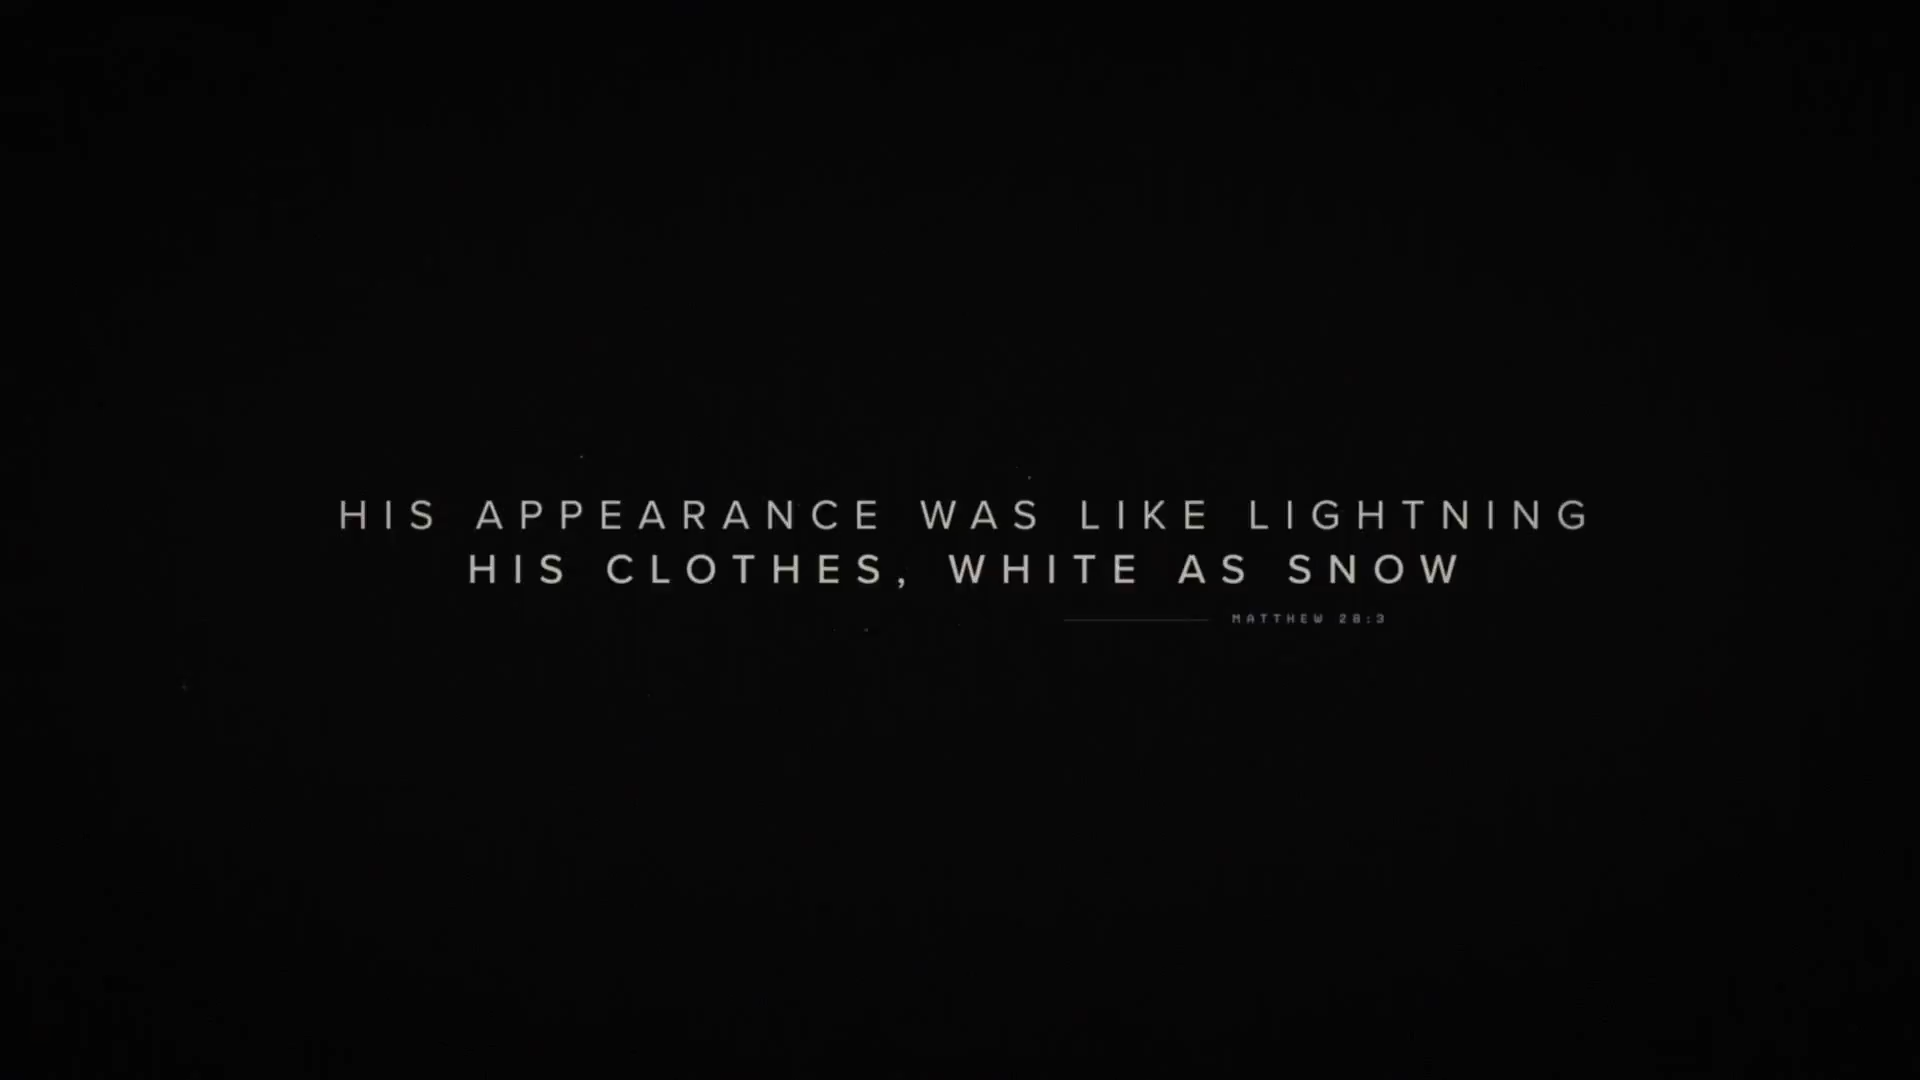 HIS APPEARANCE WAS LIKE LIGHTNING
HIS CLOTHES, WHITE AS SNOW
MATTHEW 28:3